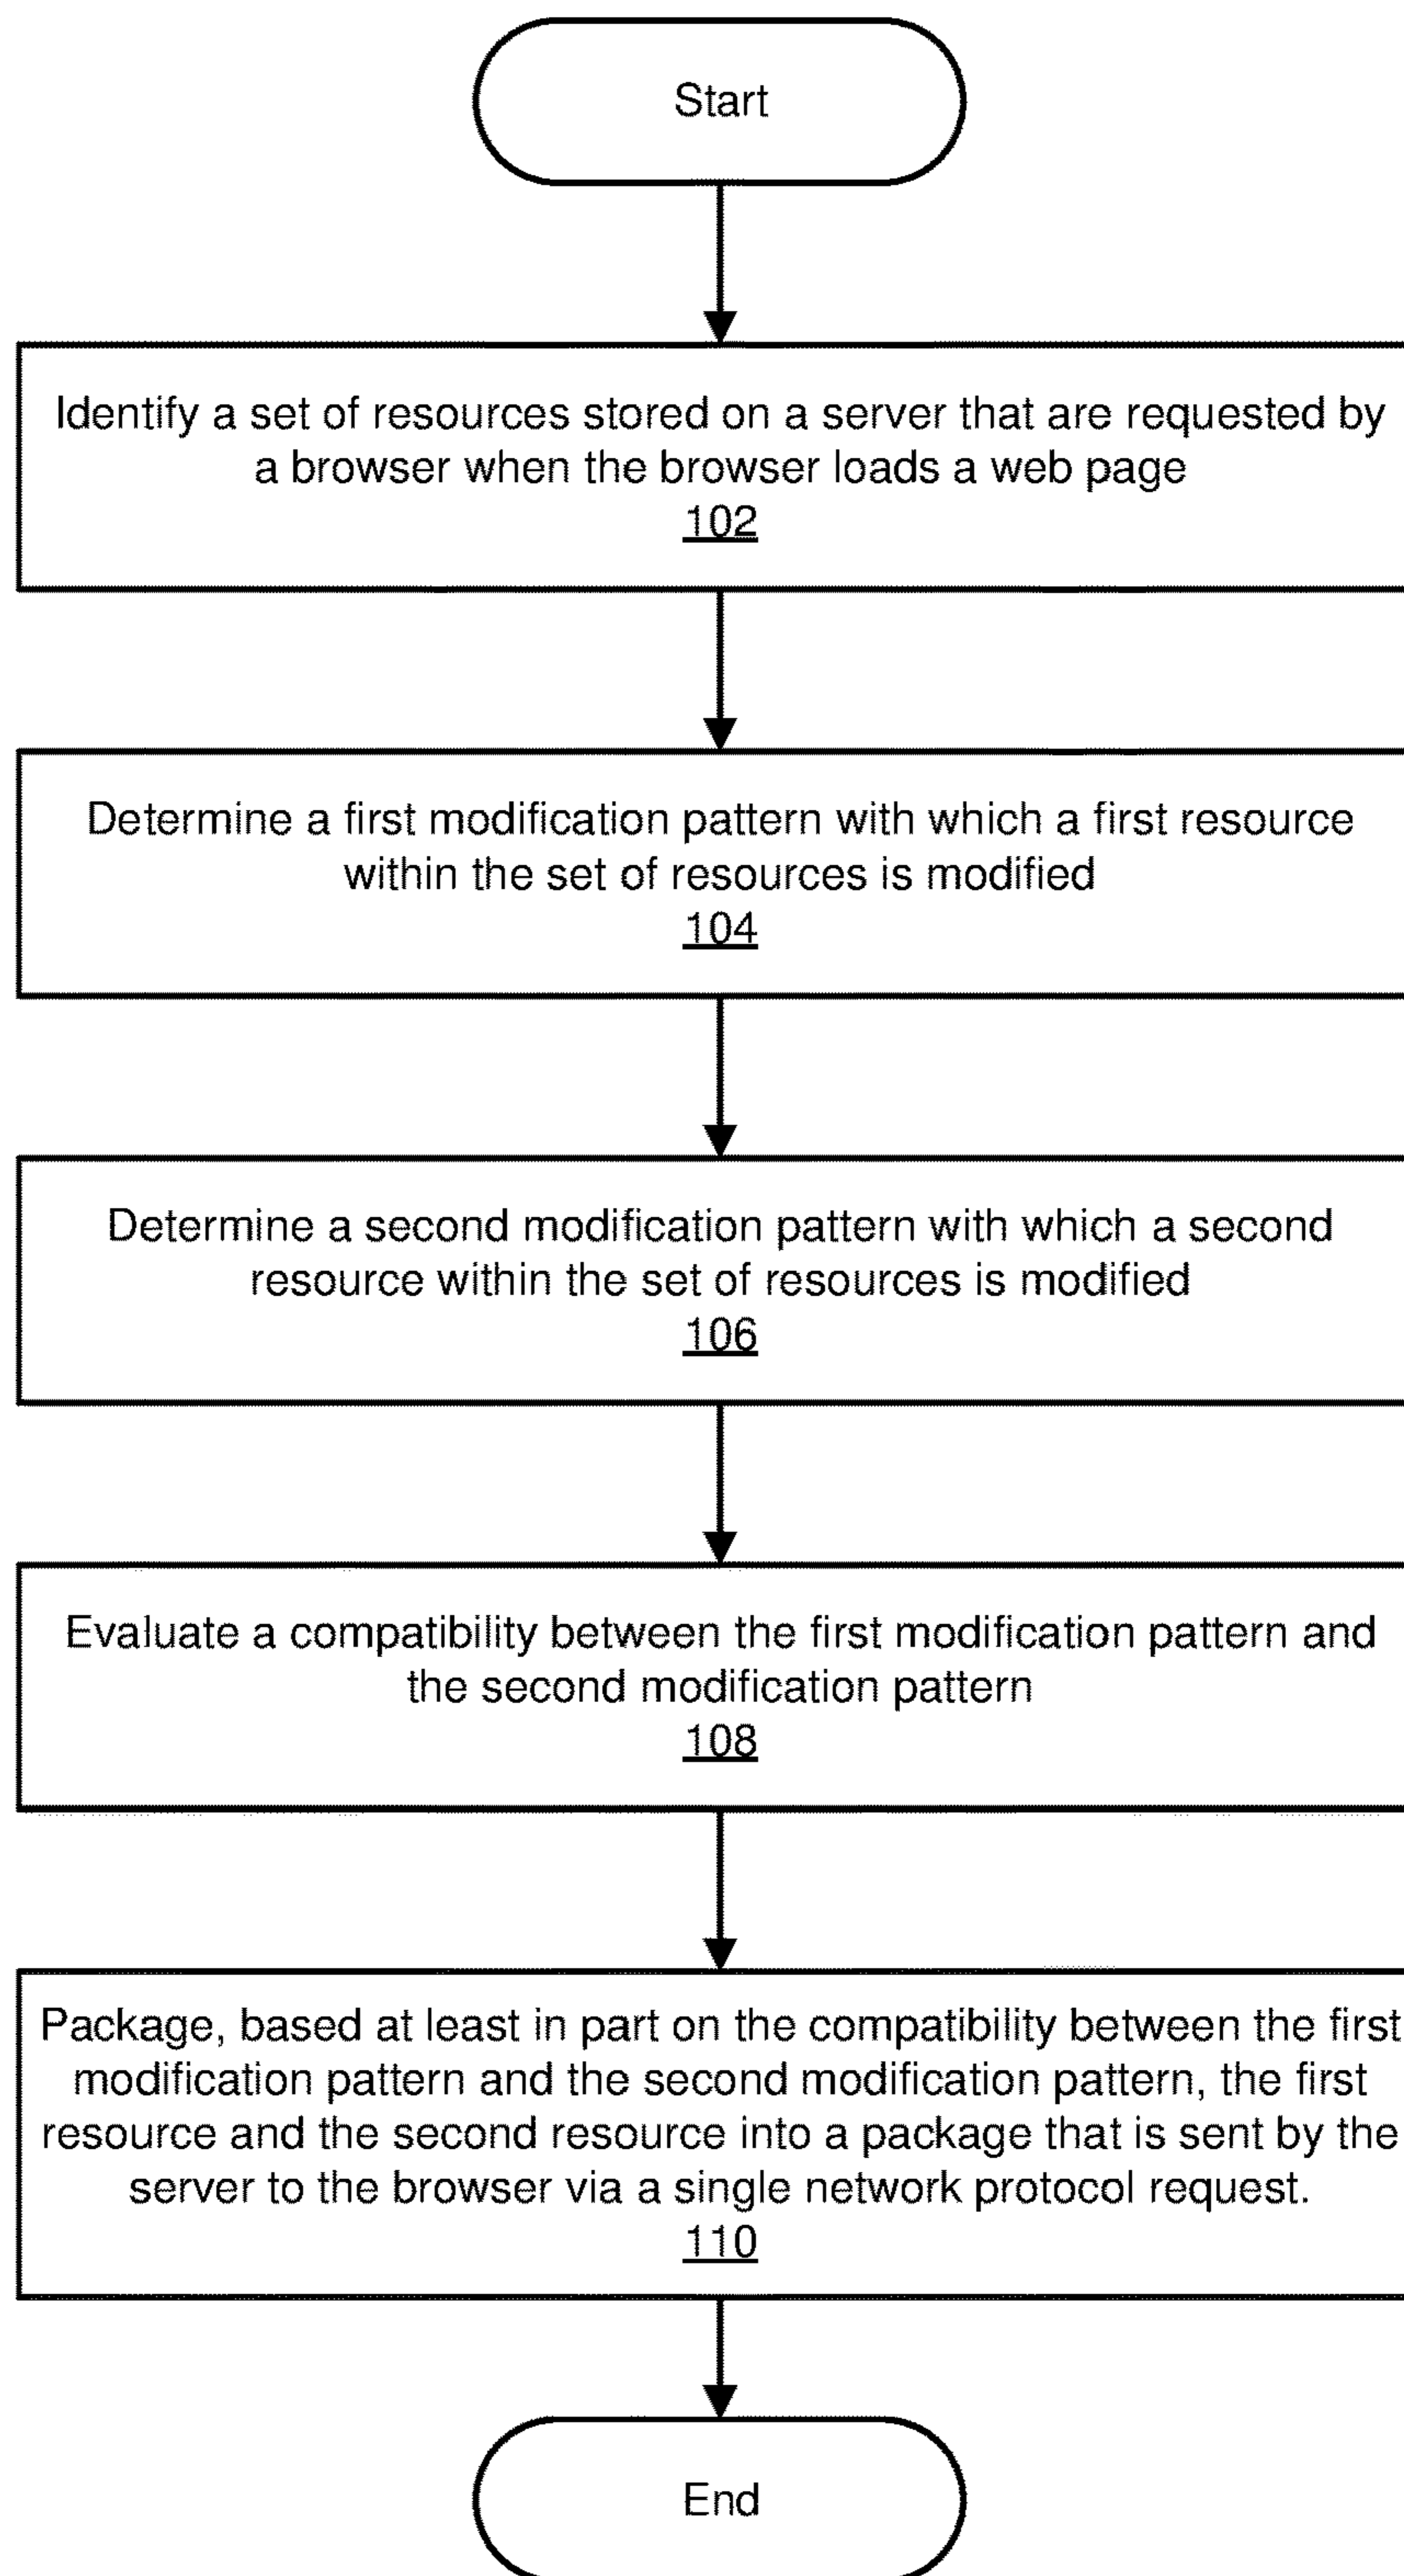 Start
Identify a set of resources stored on a server that are requested by
a browser when the browser loads a web page
102
Determine a first modification pattern with which a first resource
within the set of resources is modified
104
Determine a second modification pattern with which a second
resource within the set of resources is modified
106
Evaluate a compatibility between the first modification pattern and
the second modification pattern
108
Package, based at least in part on the compatibility between the first
modification pattern and the second modification pattern, the first
resource and the second resource into a package that is sent by the
server to the browser via a single network protocol request.
110
End